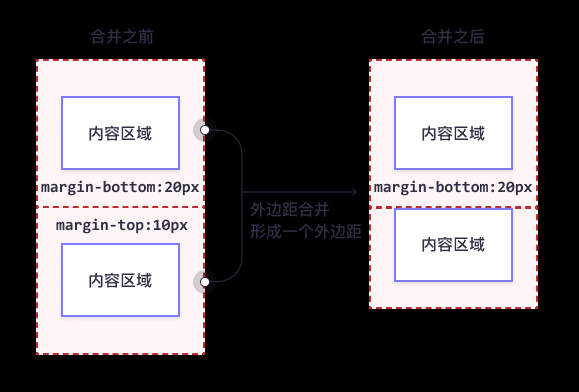 合并之前
合并之后
内容区域
margin-bottom:20px
margin-top:10px
内容区域
外边距合并
形成一个外边距
内容区域
margin-bottom:20px
内容区域